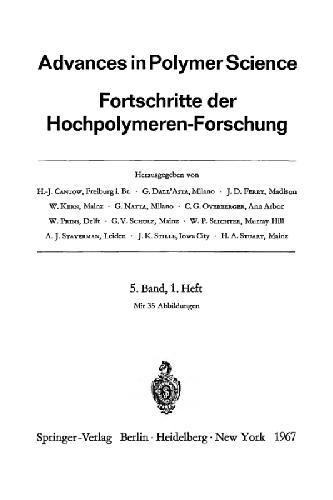 Advances in Polymer Science
Fortschritte der
Hochpolymeren-Forschung
Herausgegeben von
H.-J. Cantow, Freiburg i. Br. · G. Dall'Asta, Milano · J. D. Ferry, Madison
W. Kern, Mainz · G. Natta, Milano · C. G. Overberger, Ann Arbor
W. Prins, Delft · G. V. Schulz, Mainz · W. P. Slichter, Murray Hill
A. J. Staverman, Leiden · J. K. Stille, Iowa City · H. A. Stuart, Mainz
5. Band, 1. Heft
Mit 35 Abbildungen
Springer-Verlag Berlin · Heidelberg · New York 1967